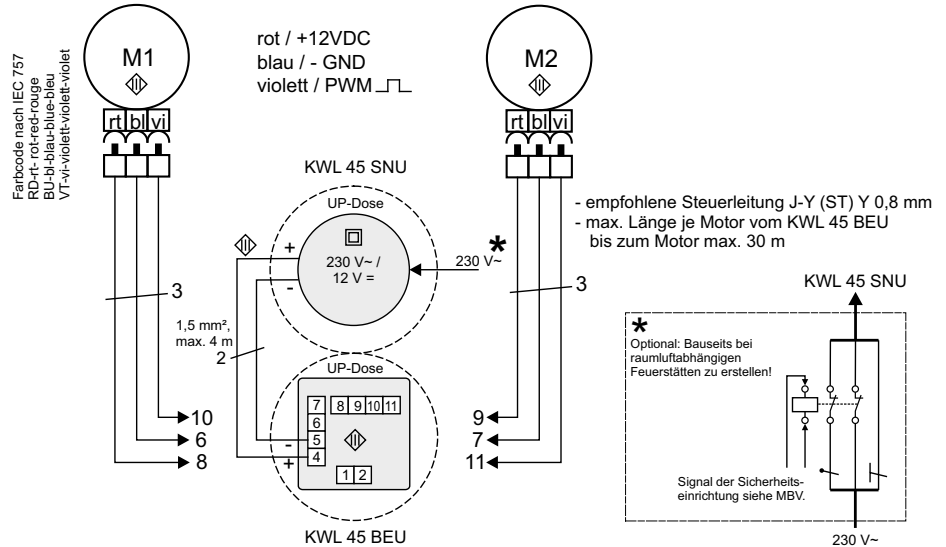 Farbcode nach IEC 757
RD-rt- rot-red-rouge
BU-bl-blau-blue-bleu
VT-vi-violett-violet-violet
M1
rt bl vi
rot / +12VDC
blau / - GND
violett / PWM
M2
rt bl vi
KWL 45 SNU
UP-Dose
230 V~ /
12 V =
+
-
*
230 V~
- empfohlene Steuerleitung J-Y (ST) Y 0,8 mm
- max. Länge je Motor vom KWL 45 BEU
bis zum Motor max. 30 m
3
3
1,5 mm²,
max. 4 m
2
UP-Dose
7
6
5
4
8 9 10 11
1 2
-
+
KWL 45 BEU
10
6
8
9
7
11
KWL 45 SNU
*
Optional: Bauseits bei
raumluftabhängigen
Feuerstätten zu erstellen!
Signal der Sicherheits-
einrichtung siehe MBV.
230 V~